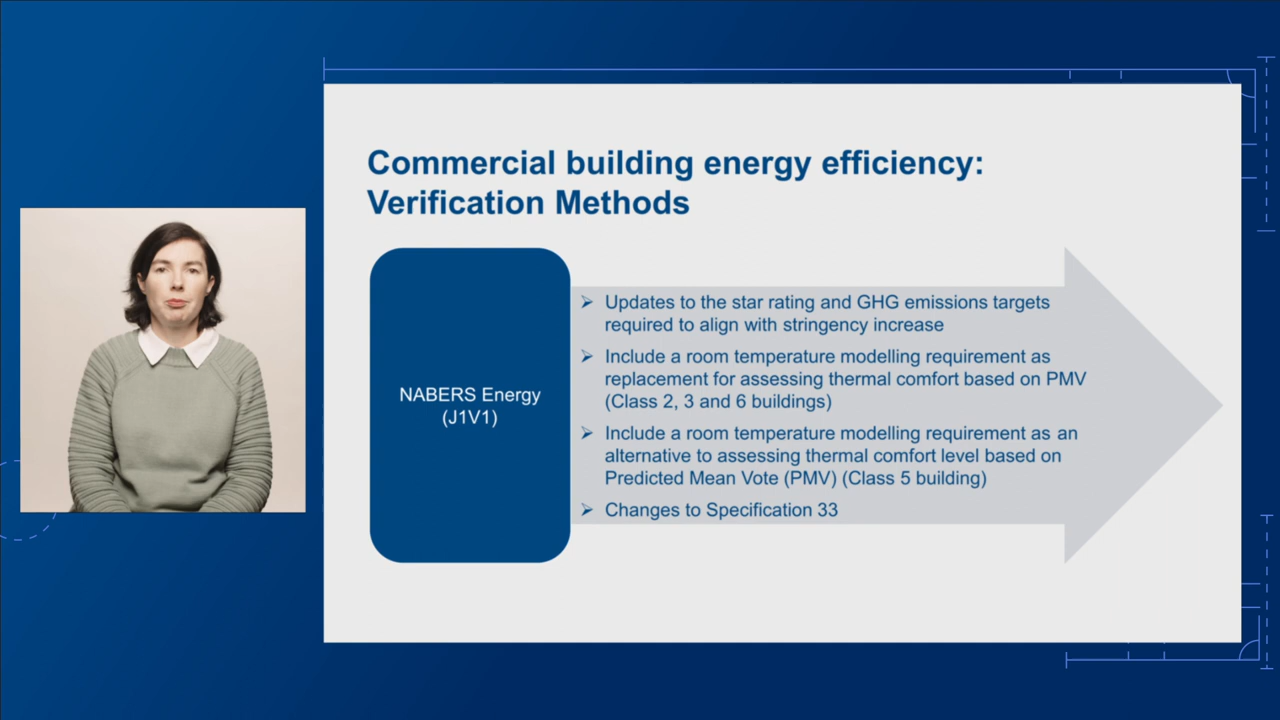 Commercial building energy efficiency:
Verification Methods
NABERS Energy
(J1V1)
➢ Updates to the star rating and GHG emissions targets
required to align with stringency increase
➢ Include a room temperature modelling requirement as
replacement for assessing thermal comfort based on PMV
(Class 2, 3 and 6 buildings)
➢ Include a room temperature modelling requirement as an
alternative to assessing thermal comfort level based on
Predicted Mean Vote (PMV) (Class 5 building)
➢ Changes to Specification 33